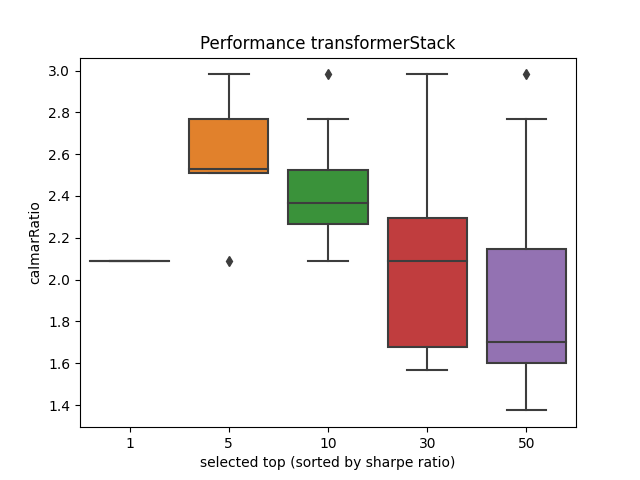 Performance transformerStack
3.0
2.8
2.6
2.4
2.2
2.0
1.8
1.6
1.4
calmarRatio
1 5 10 30 50
selected top (sorted by sharpe ratio)